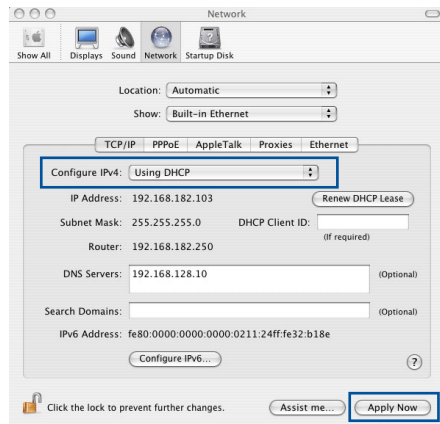 Network
Show All Displays Sound Network Startup Disk
Location: Automatic
Show: Built-in Ethernet
TCP/IP PPPoE AppleTalk Proxies Ethernet
Configure IPv4: Using DHCP
IP Address: 192.168.182.103 Renew DHCP Lease
Subnet Mask: 255.255.255.0 DHCP Client ID:
(If required)
Router: 192.168.182.250
DNS Servers: 192.168.128.10 (Optional)
Search Domains: (Optional)
IPv6 Address: fe80:0000:0000:0000:0211:24ff:fe32:b18e
Configure IPv6... ?
Click the lock to prevent further changes. Assist me... Apply Now